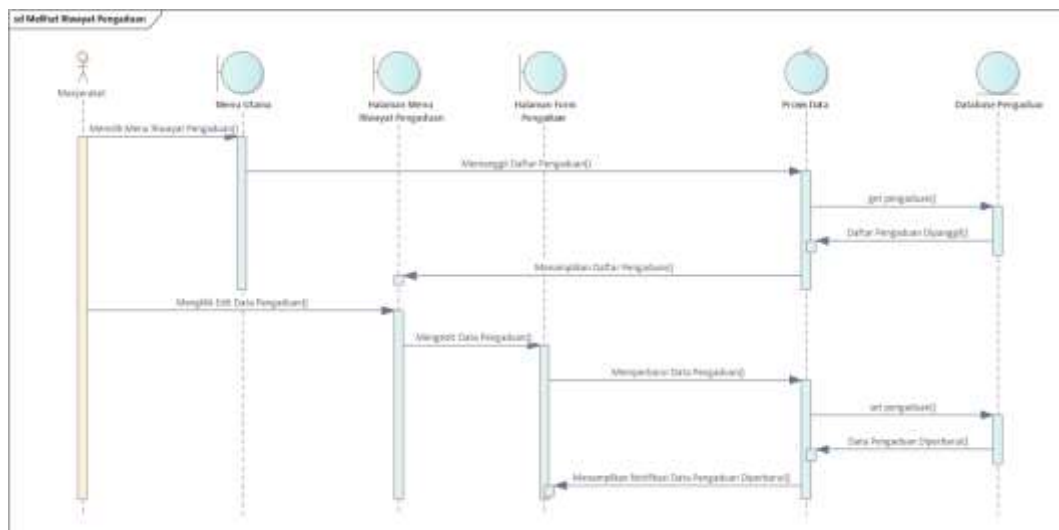 sd Melihat Riwayat Pengaduan
Masyarakat
Menu Utama
Halaman Menu
Riwayat Pengaduan
Halaman Form
Pengaduan
Proses Data
Database Pengaduan
Memilih Menu Riwayat Pengaduan()
Memanggil Daftar Pengaduan()
get pengaduan()
Daftar Pengaduan Dipanggil()
Menampilkan Daftar Pengaduan()
Mengklik Edit Data Pengaduan()
Mengedit Data Pengaduan()
Memperbarui Data Pengaduan()
set pengaduan()
Data Pengaduan Diperbarui()
Menampilkan Notifikasi Data Pengaduan Diperbarui()